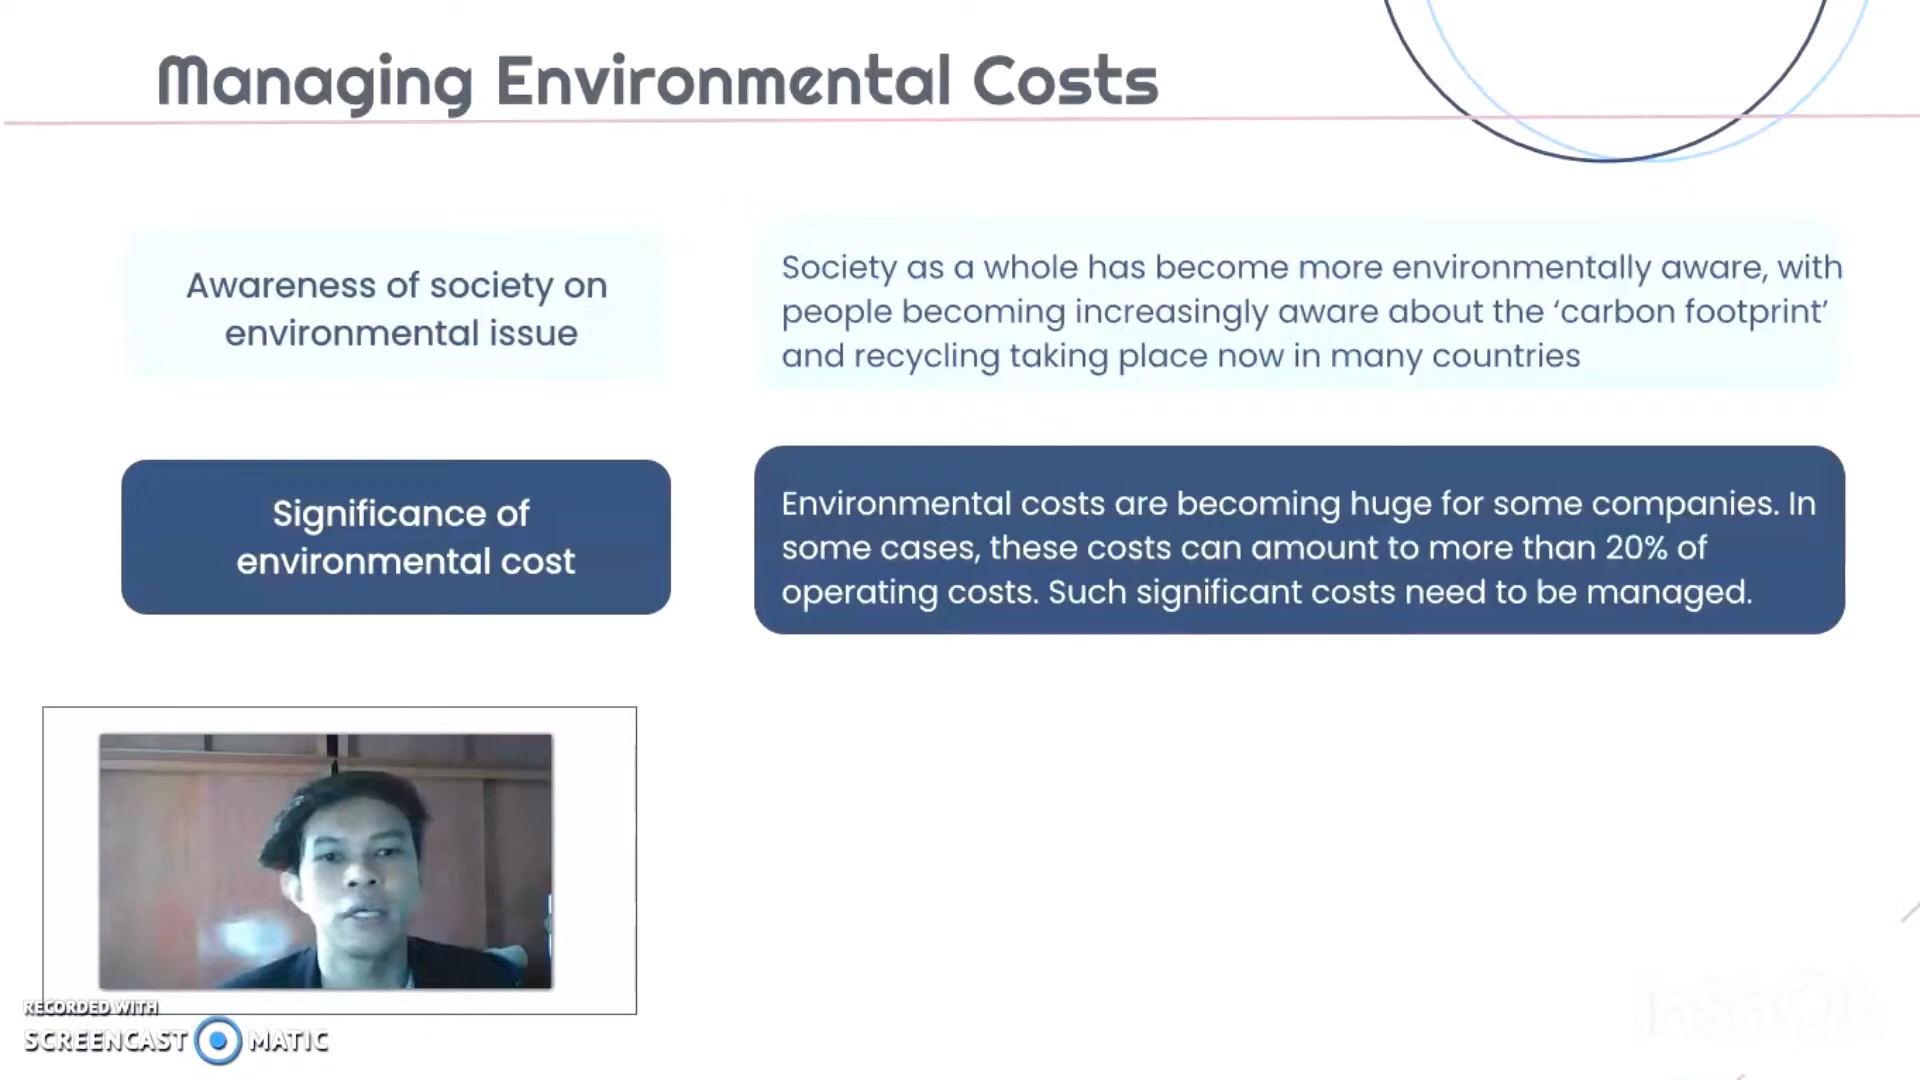 Managing Environmental Costs
Awareness of society on
environmental issue
Society as a whole has become more environmentally aware, with
people becoming increasingly aware about the ‘carbon footprint’
and recycling taking place now in many countries
Significance of
environmental cost
Environmental costs are becoming huge for some companies. In
some cases, these costs can amount to more than 20% of
operating costs. Such significant costs need to be managed.
RECORDED WITH
SCREENCAST MATIC